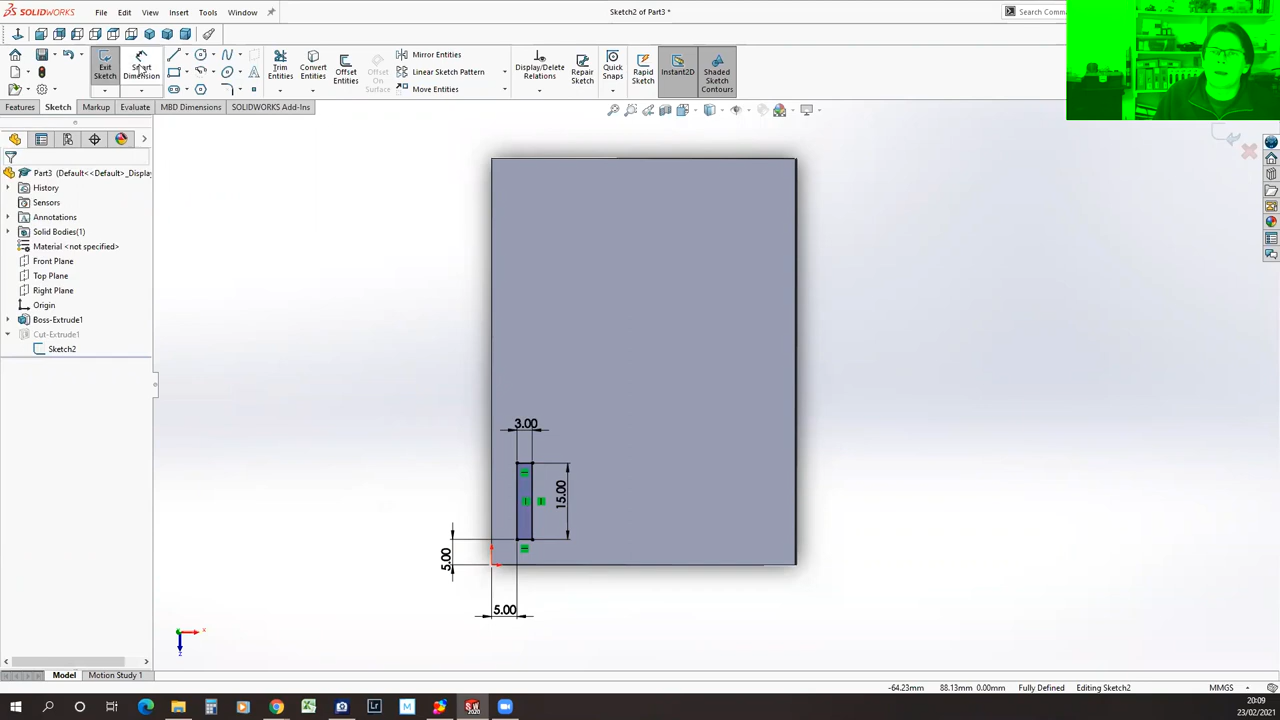 SOLIDWORKS File Edit View Insert Tools Window Sketch2 of Part3 * Search Comm
Exit Sketch
Smart Dimension
Trim Entities
Convert Entities
Offset Entities
Offset On Surface
Mirror Entities
Linear Sketch Pattern
Move Entities
Display/Delete Relations
Repair Sketch
Quick Snaps
Rapid Sketch
Instant2D
Shaded Sketch Contours
Features Sketch Markup Evaluate MBD Dimensions SOLIDWORKS Add-Ins
Part3 (Default<<Default>_Display
History
Sensors
Annotations
Solid Bodies(1)
Material <not specified>
Front Plane
Top Plane
Right Plane
Origin
Boss-Extrude1
Cut-Extrude1
Sketch2
3.00
15.00
5.00
5.00
x
z
Model Motion Study 1
-64.23mm 88.13mm 0.00mm Fully Defined Editing Sketch2 MMGS
20:09
23/02/2021